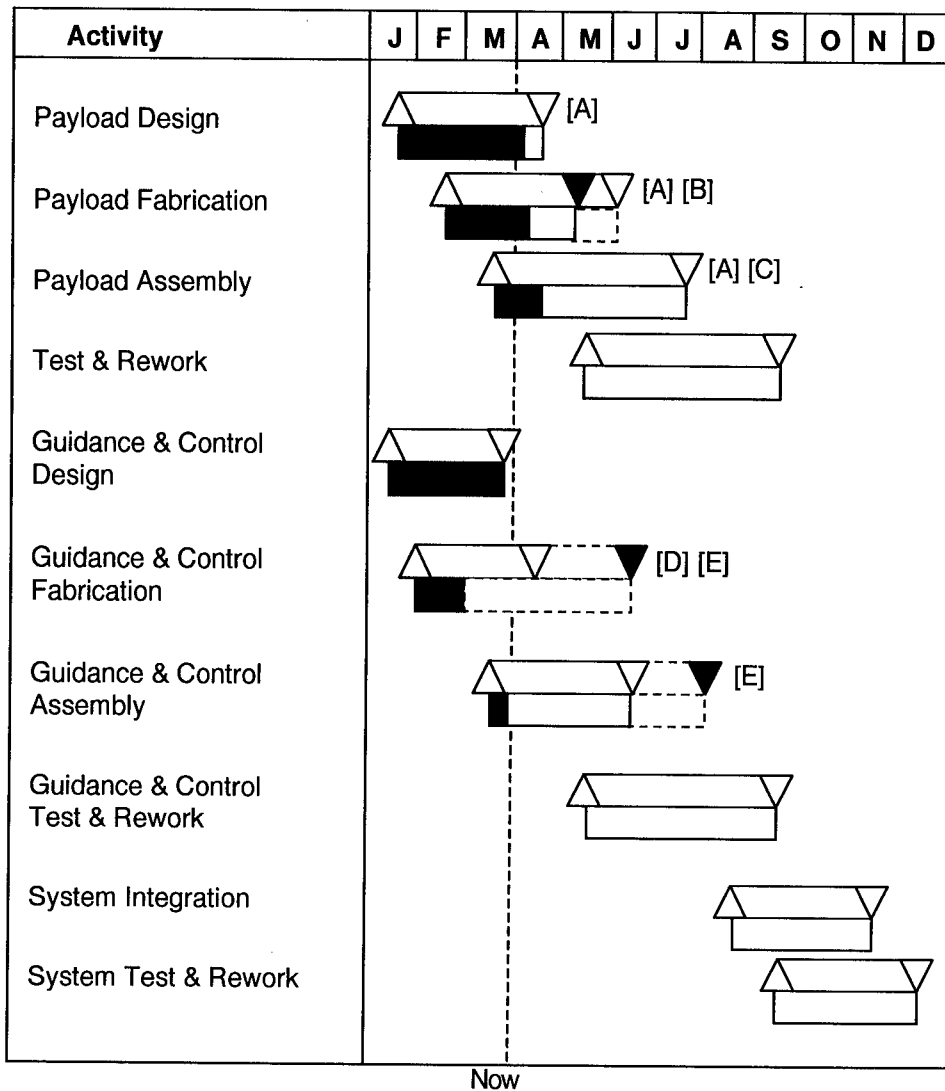 Activity J F M A M J J A S O N D
Payload Design [A]
Payload Fabrication [A] [B]
Payload Assembly [A] [C]
Test & Rework
Guidance & Control
Design
Guidance & Control
Fabrication [D] [E]
Guidance & Control
Assembly [E]
Guidance & Control
Test & Rework
System Integration
System Test & Rework
Now